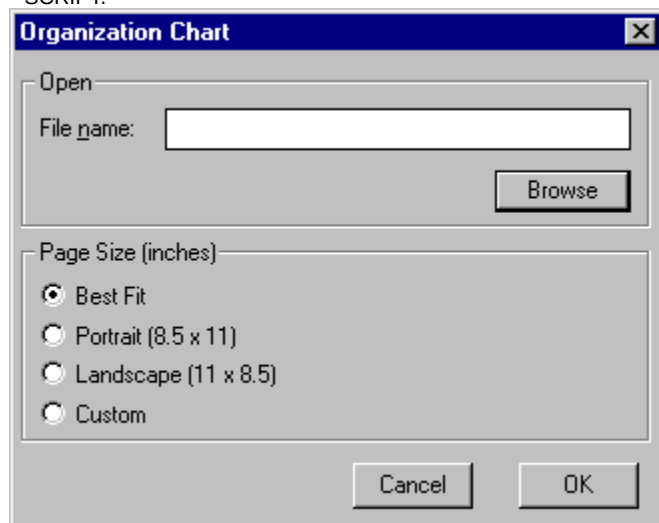 SCRIPT.
Organization Chart
Open
File name:
Browse
Page Size (inches)
Best Fit
Portrait (8.5 x 11)
Landscape (11 x 8.5)
Custom
Cancel OK